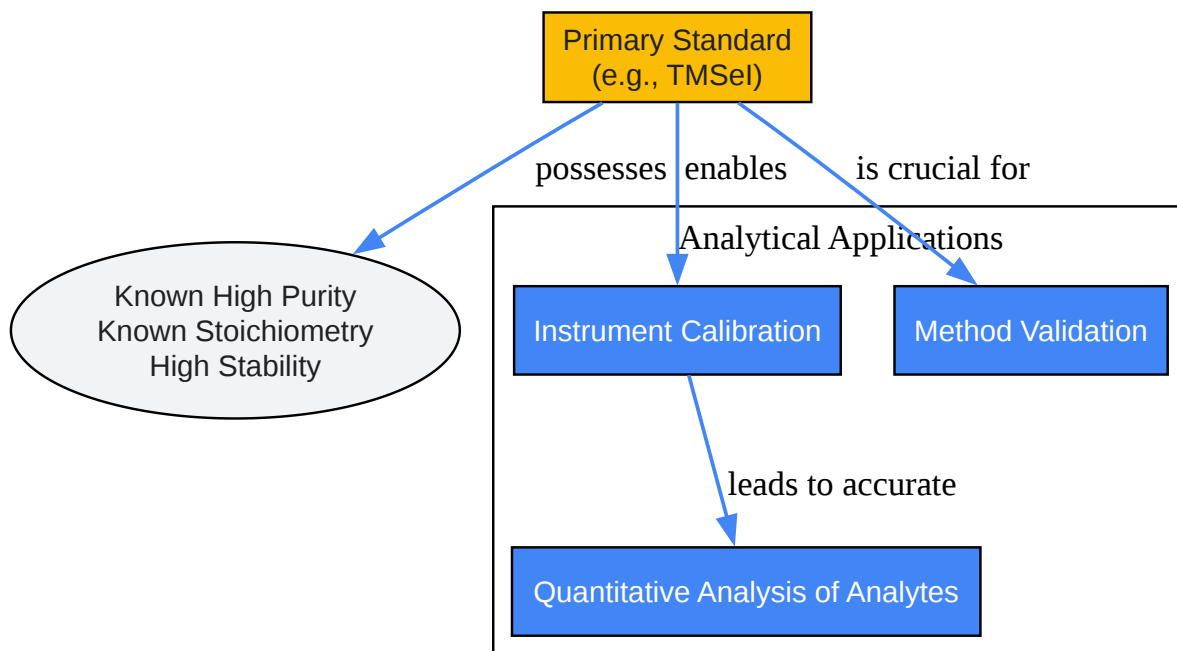 Primary Standard
(e.g., TMSeI)
possesses
enables
is crucial for
Analytical Applications
Known High Purity
Known Stoichiometry
High Stability
Instrument Calibration
Method Validation
leads to accurate
Quantitative Analysis of Analytes